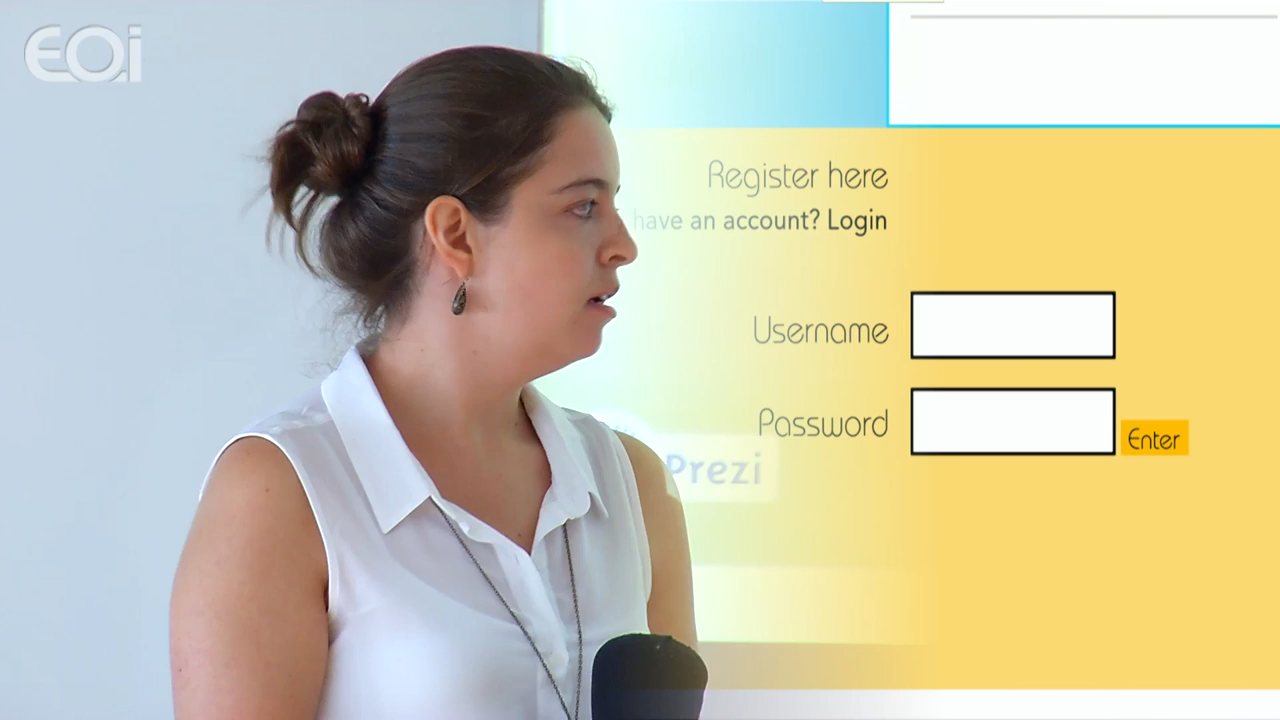 EOi
Register here
have an account? Login
Username
Password
Enter
Prezi